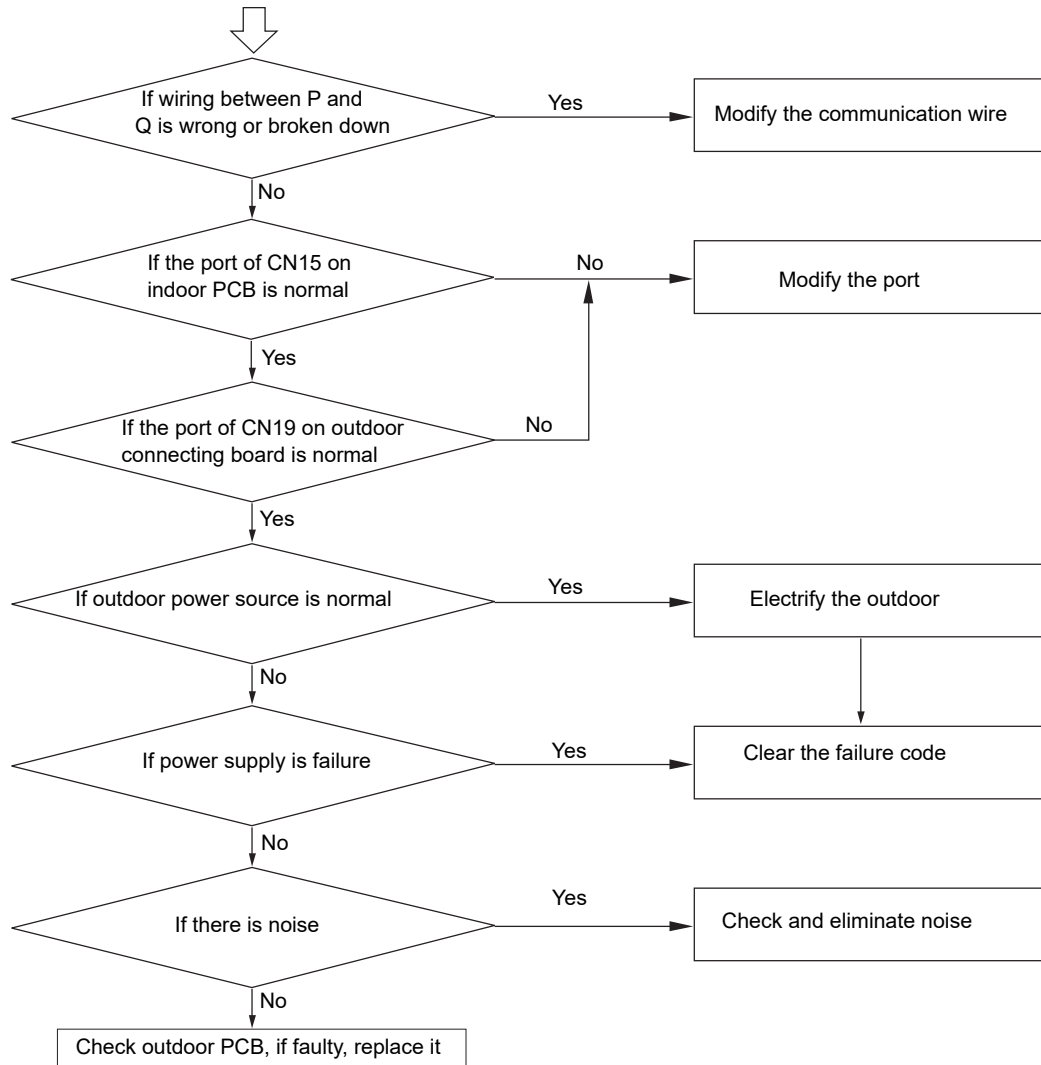 If wiring between P and
Q is wrong or broken down
Yes
Modify the communication wire
No
If the port of CN15 on
indoor PCB is normal
No
Modify the port
Yes
If the port of CN19 on outdoor
connecting board is normal
No
Yes
If outdoor power source is normal
Yes
Electrify the outdoor
No
If power supply is failure
Yes
Clear the failure code
No
If there is noise
Yes
Check and eliminate noise
No
Check outdoor PCB, if faulty, replace it